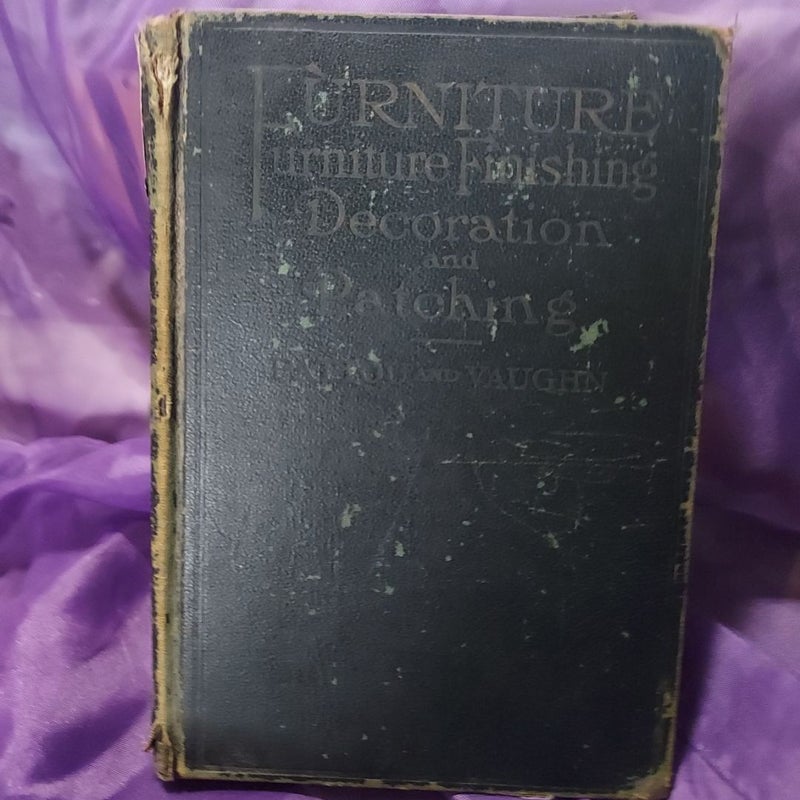 FURNITURE
Furniture Finishing
Decoration
and
Patching
AND VAUGHN